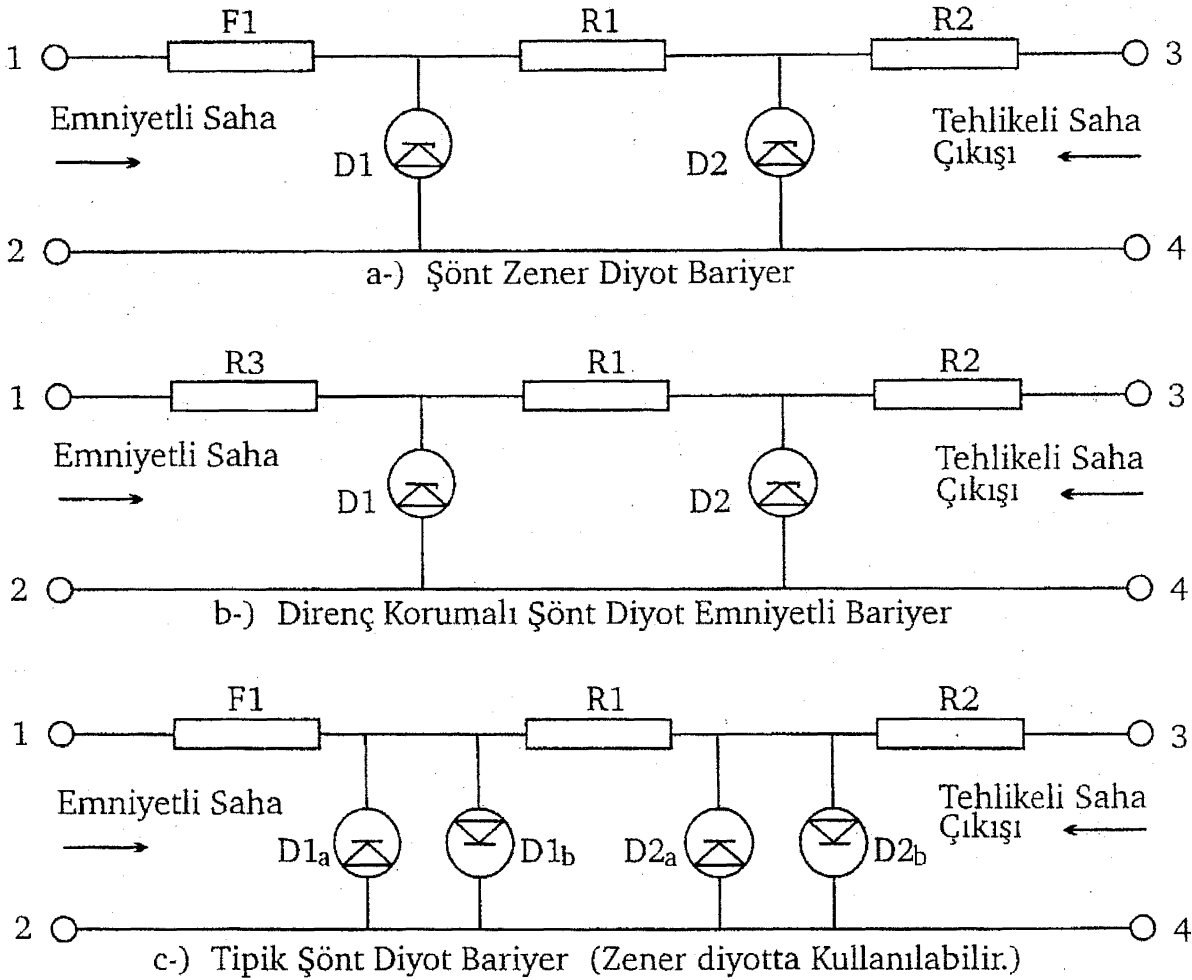 F1 R1 R2
1 3
Emniyetli Saha
Tehlikeli Saha
Çıkışı
D1 D2
2 4
a-) Şönt Zener Diyot Bariyer
R3 R1 R2
1 3
Emniyetli Saha
Tehlikeli Saha
Çıkışı
D1 D2
2 4
b-) Direnç Korumalı Şönt Diyot Emniyetli Bariyer
F1 R1 R2
1 3
Emniyetli Saha
Tehlikeli Saha
Çıkışı
D1a D1b D2a D2b
2 4
c-) Tipik Şönt Diyot Bariyer (Zener diyotta Kullanılabilir.)